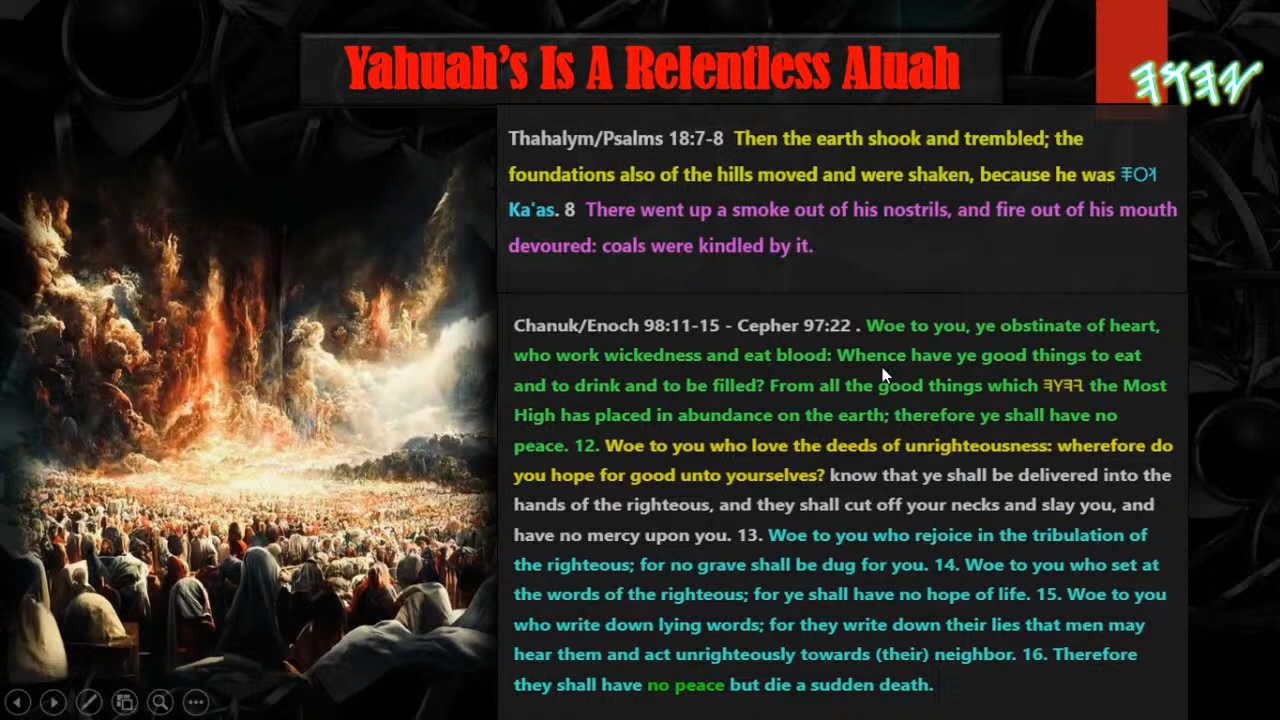 Yahuah's Is A Relentless Aluah
𐤉𐤄𐤅𐤄
Thahalym/Psalms 18:7-8 Then the earth shook and trembled; the
foundations also of the hills moved and were shaken, because he was 𐤊𐤏𐤎
Ka'as. 8 There went up a smoke out of his nostrils, and fire out of his mouth
devoured: coals were kindled by it.
Chanuk/Enoch 98:11-15 - Cepher 97:22 . Woe to you, ye obstinate of heart,
who work wickedness and eat blood: Whence have ye good things to eat
and to drink and to be filled? From all the good things which 𐤉𐤄𐤅𐤄 the Most
High has placed in abundance on the earth; therefore ye shall have no
peace. 12. Woe to you who love the deeds of unrighteousness: wherefore do
you hope for good unto yourselves? know that ye shall be delivered into the
hands of the righteous, and they shall cut off your necks and slay you, and
have no mercy upon you. 13. Woe to you who rejoice in the tribulation of
the righteous; for no grave shall be dug for you. 14. Woe to you who set at
the words of the righteous; for ye shall have no hope of life. 15. Woe to you
who write down lying words; for they write down their lies that men may
hear them and act unrighteously towards (their) neighbor. 16. Therefore
they shall have no peace but die a sudden death.